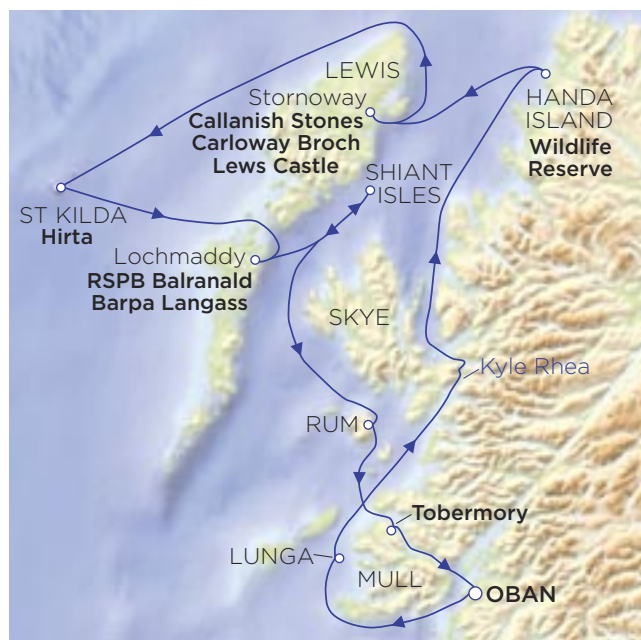 LEWIS
Stornoway
Callanish Stones
Carloway Broch
Lews Castle
HANDA
ISLAND
Wildlife
Reserve
SHIANT
ISLES
ST KILDA
Hirta
Lochmaddy
RSPB Balranald
Barpa Langass
SKYE
Kyle Rhea
RUM
Tobermory
LUNGA
MULL
OBAN